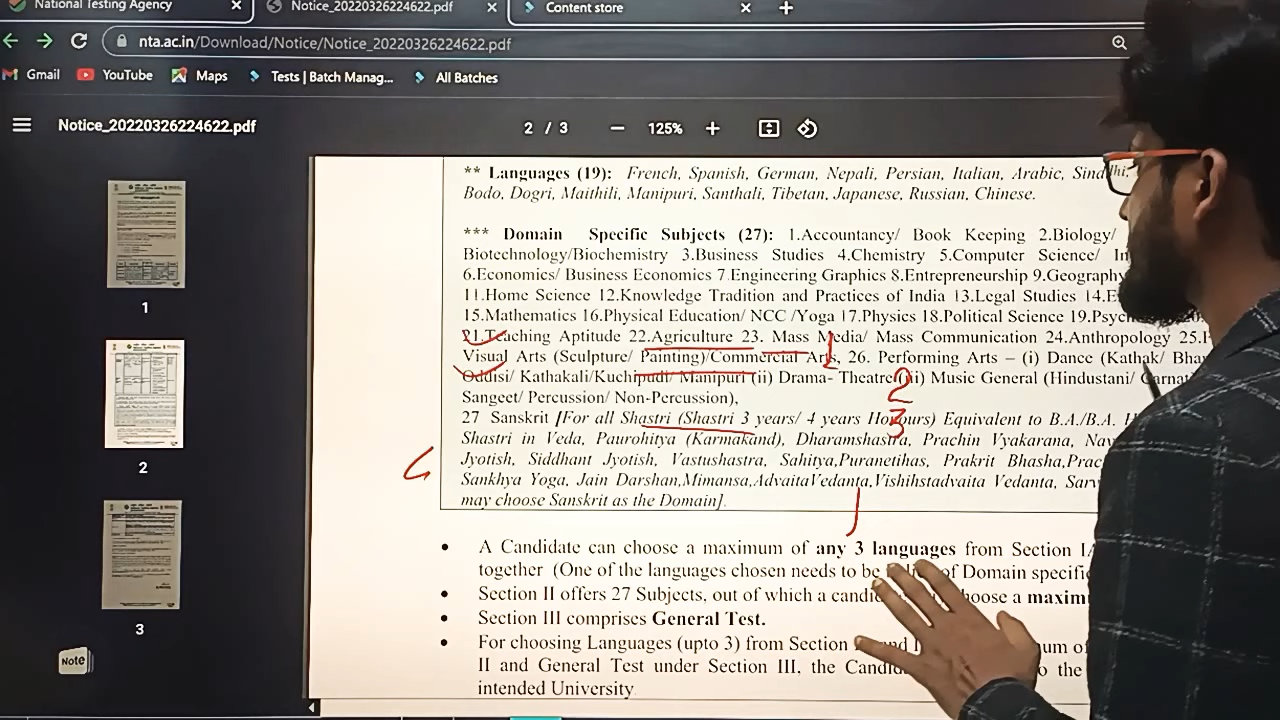 National Testing Agency
Notice_20220326224622.pdf
Content store
nta.ac.in/Download/Notice/Notice_20220326224622.pdf
Gmail YouTube Maps Tests | Batch Manag... All Batches
Notice_20220326224622.pdf
2 / 3 125%
1
2
3
Note
** Languages (19): French, Spanish, German, Nepali, Persian, Italian, Arabic,
Bodo, Dogri, Maithili, Manipuri, Santhali, Tibetan, Japanese, Russian, Chinese.
*** Domain Specific Subjects (27): 1.Accountancy/ Book Keeping 2.Biology/
Biotechnology/Biochemistry 3.Business Studies 4.Chemistry 5.Computer Science/
6.Economics/ Business Economics 7.Engineering Graphics 8.Entrepreneurship 9.Geography
11.Home Science 12.Knowledge Tradition and Practices of India 13.Legal Studies
15.Mathematics 16.Physical Education/ NCC /Yoga 17.Physics 18.Political Science
21.Teaching Aptitude 22.Agriculture 23. Mass Media/ Mass Communication 24.Anthropology
Visual Arts (Sculpture/ Painting)/Commercial Arts, 26. Performing Arts – (i) Dance (Kathak/
Oddisi/ Kathakali/Kuchipudi/ Manipuri (ii) Drama- Theatre (iii) Music General (Hindustani/
Sangeet/ Percussion/ Non-Percussion),
27 Sanskrit [For all Shastri (Shastri 3 years/ 4 years Honours) Equivalent to B.A./B.A.
Shastri in Veda, Paurohitya (Karmakand), Dharamshastra, Prachin Vyakarana,
Jyotish, Siddhant Jyotish, Vastushastra, Sahitya,Puranetihas, Prakrit Bhasha,
Sankhya Yoga, Jain Darshan,Mimansa,AdvaitaVedanta,Vishihstadvaita Vedanta,
may choose Sanskrit as the Domain].
1
2
3
• A Candidate can choose a maximum of any 3 languages from Section
together (One of the languages chosen needs to be of Domain
• Section II offers 27 Subjects, out of which a choose a
• Section III comprises General Test.
• For choosing Languages (upto 3) from Section
II and General Test under Section III, the the
intended University